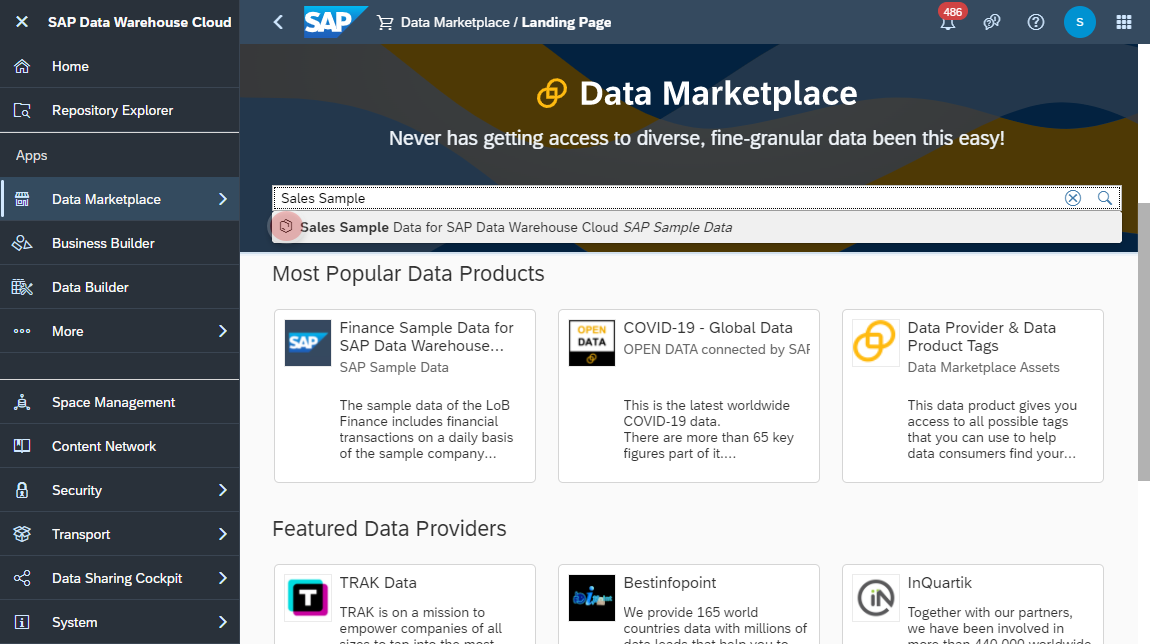 SAP Data Warehouse Cloud
Home
Repository Explorer
Apps
Data Marketplace
Business Builder
Data Builder
More
Space Management
Content Network
Security
Transport
Data Sharing Cockpit
System
SAP
Data Marketplace / Landing Page
486
S
Data Marketplace
Never has getting access to diverse, fine-granular data been this easy!
Sales Sample
Sales Sample Data for SAP Data Warehouse Cloud SAP Sample Data
Most Popular Data Products
SAP
Finance Sample Data for
SAP Data Warehouse...
SAP Sample Data
The sample data of the LoB
Finance includes financial
transactions on a daily basis
of the sample company...
OPEN
DATA
COVID-19 - Global Data
OPEN DATA connected by SAP
This is the latest worldwide
COVID-19 data.
There are more than 65 key
figures part of it....
Data Provider & Data
Product Tags
Data Marketplace Assets
This data product gives you
access to all possible tags
that you can use to help
data consumers find your...
Featured Data Providers
T
TRAK Data
TRAK is on a mission to
empower companies of all
sizes to tap into the most
Bestinfopoint
We provide 165 world
countries data with millions of
data leads that help you to
iN
InQuartik
Together with our partners,
we have been involved in
more than 440,000 worldwide